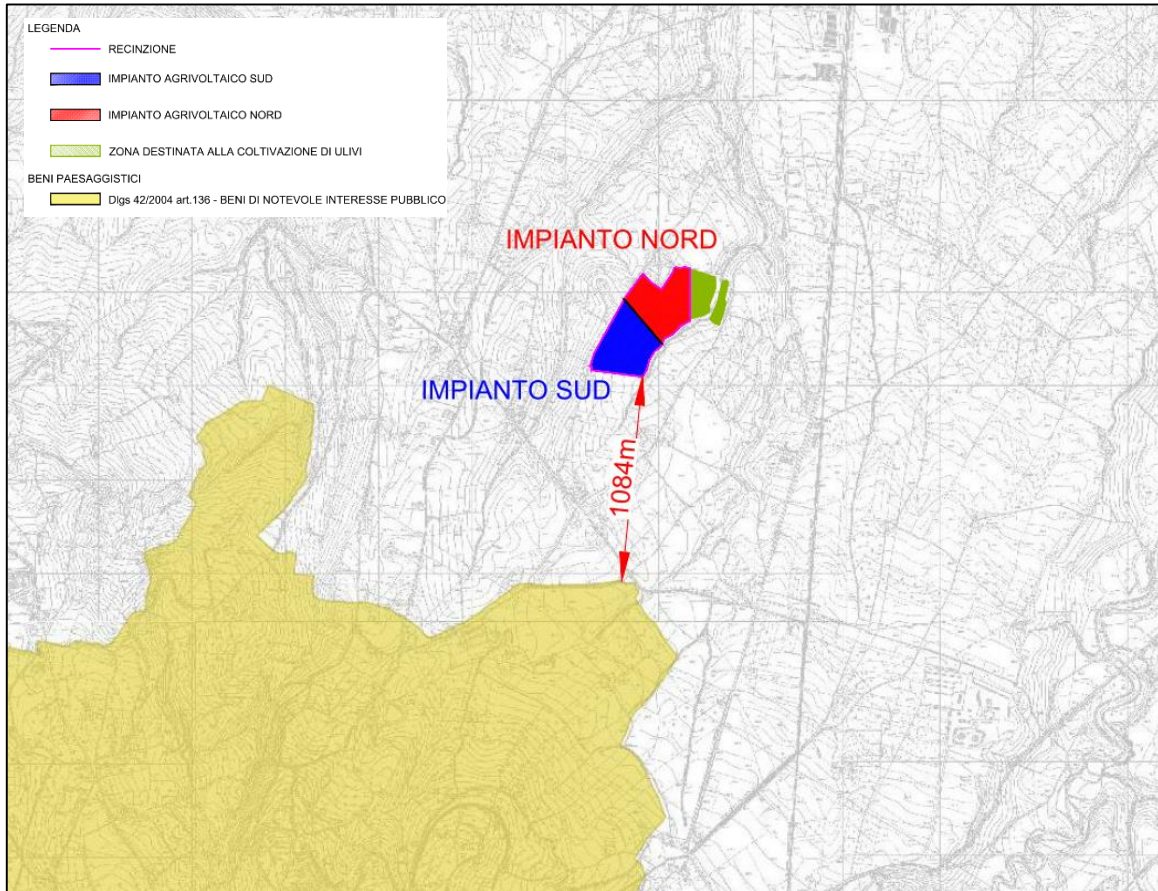 LEGENDA
RECINZIONE
IMPIANTO AGRIVOLTAICO SUD
IMPIANTO AGRIVOLTAICO NORD
ZONA DESTINATA ALLA COLTIVAZIONE DI ULIVI
BENI PAESAGGISTICI
Dlgs 42/2004 art.136 - BENI DI NOTEVOLE INTERESSE PUBBLICO
IMPIANTO NORD
IMPIANTO SUD
1084m